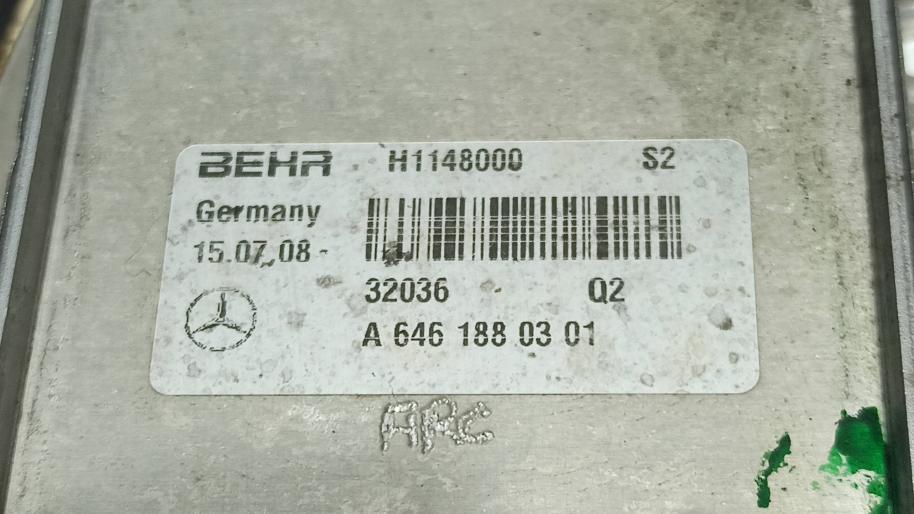 BEHR H1148000 S2
Germany
15.07.08-
32036 Q2
A 646 188 03 01
ARC